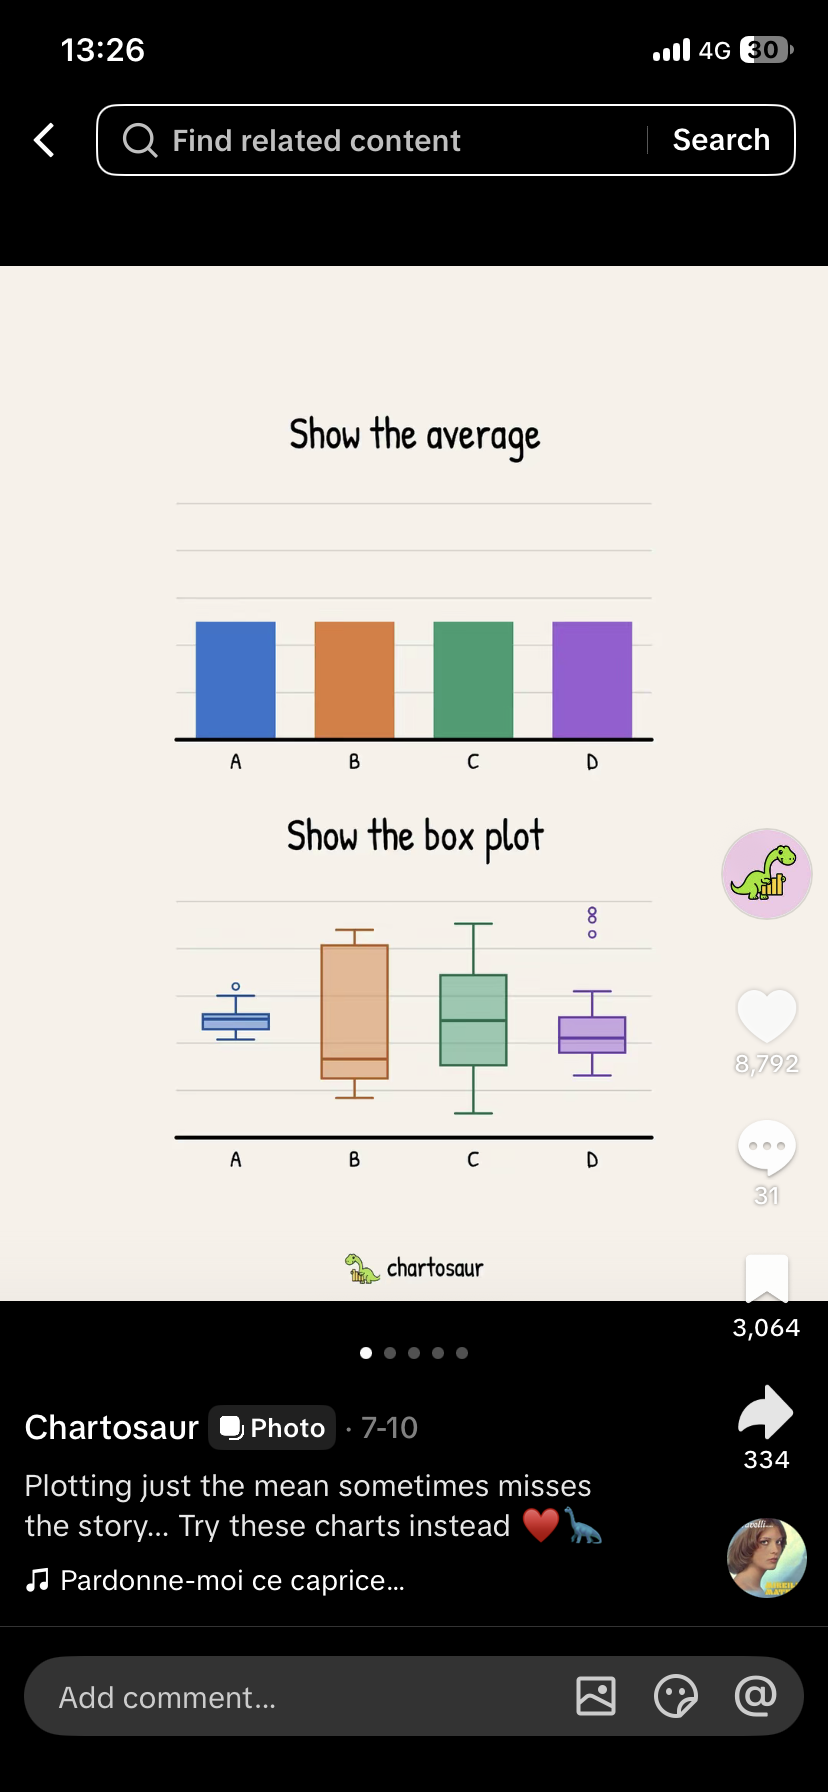 13:26
4G 30
Find related content Search
Show the average
A B C D
Show the box plot
A B C D
8,792
31
chartosaur
3,064
Chartosaur Photo · 7-10
334
Plotting just the mean sometimes misses
the story... Try these charts instead ❤️🦕
Pardonne-moi ce caprice...
Add comment...